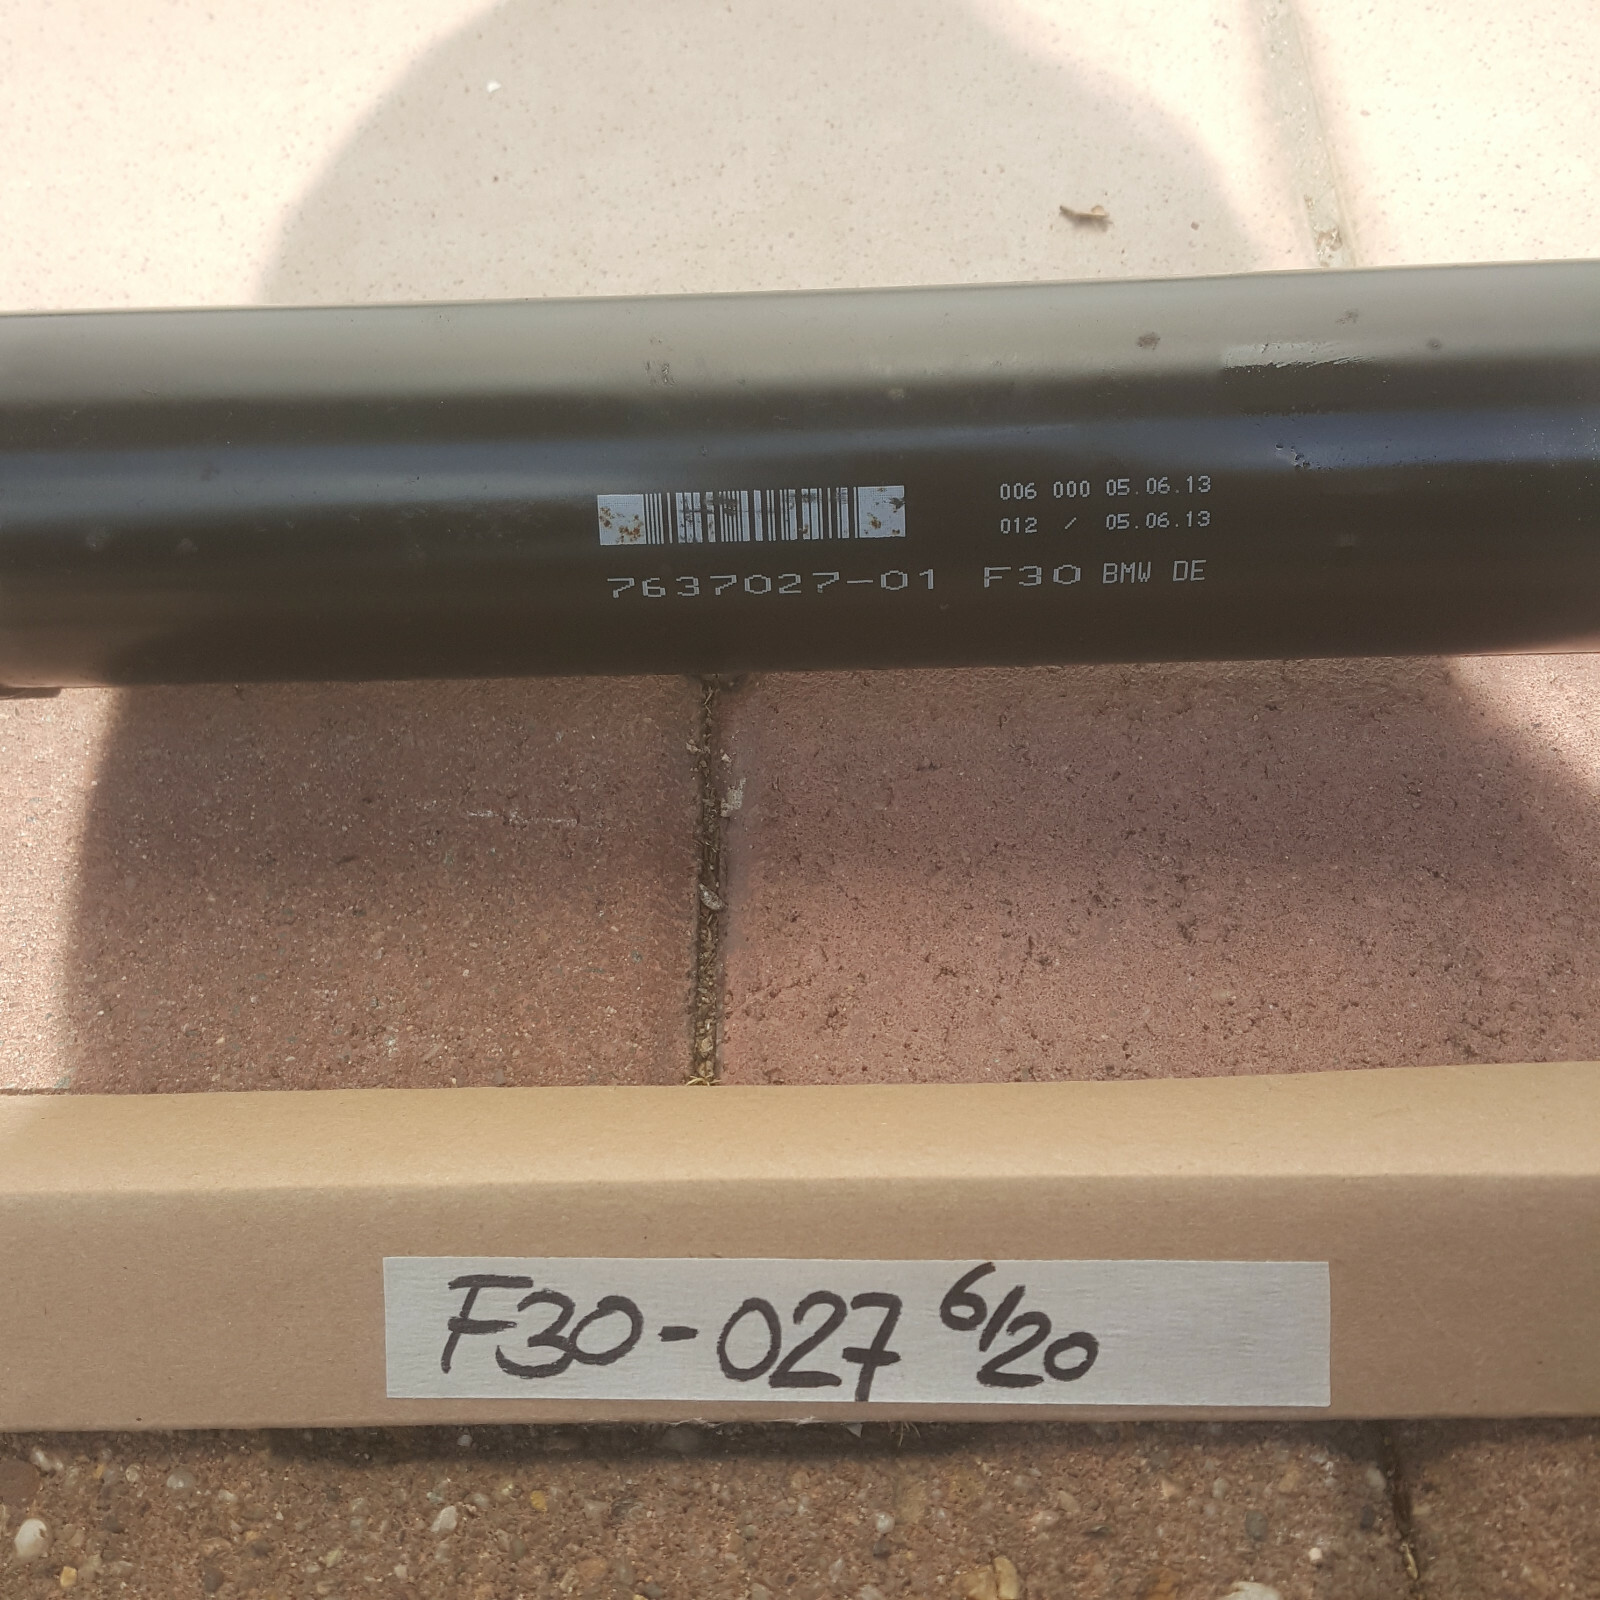 006 000 05.06.13
012 / 05.06.13
7637027-01 F30 BMW DE
F30-027 6/20